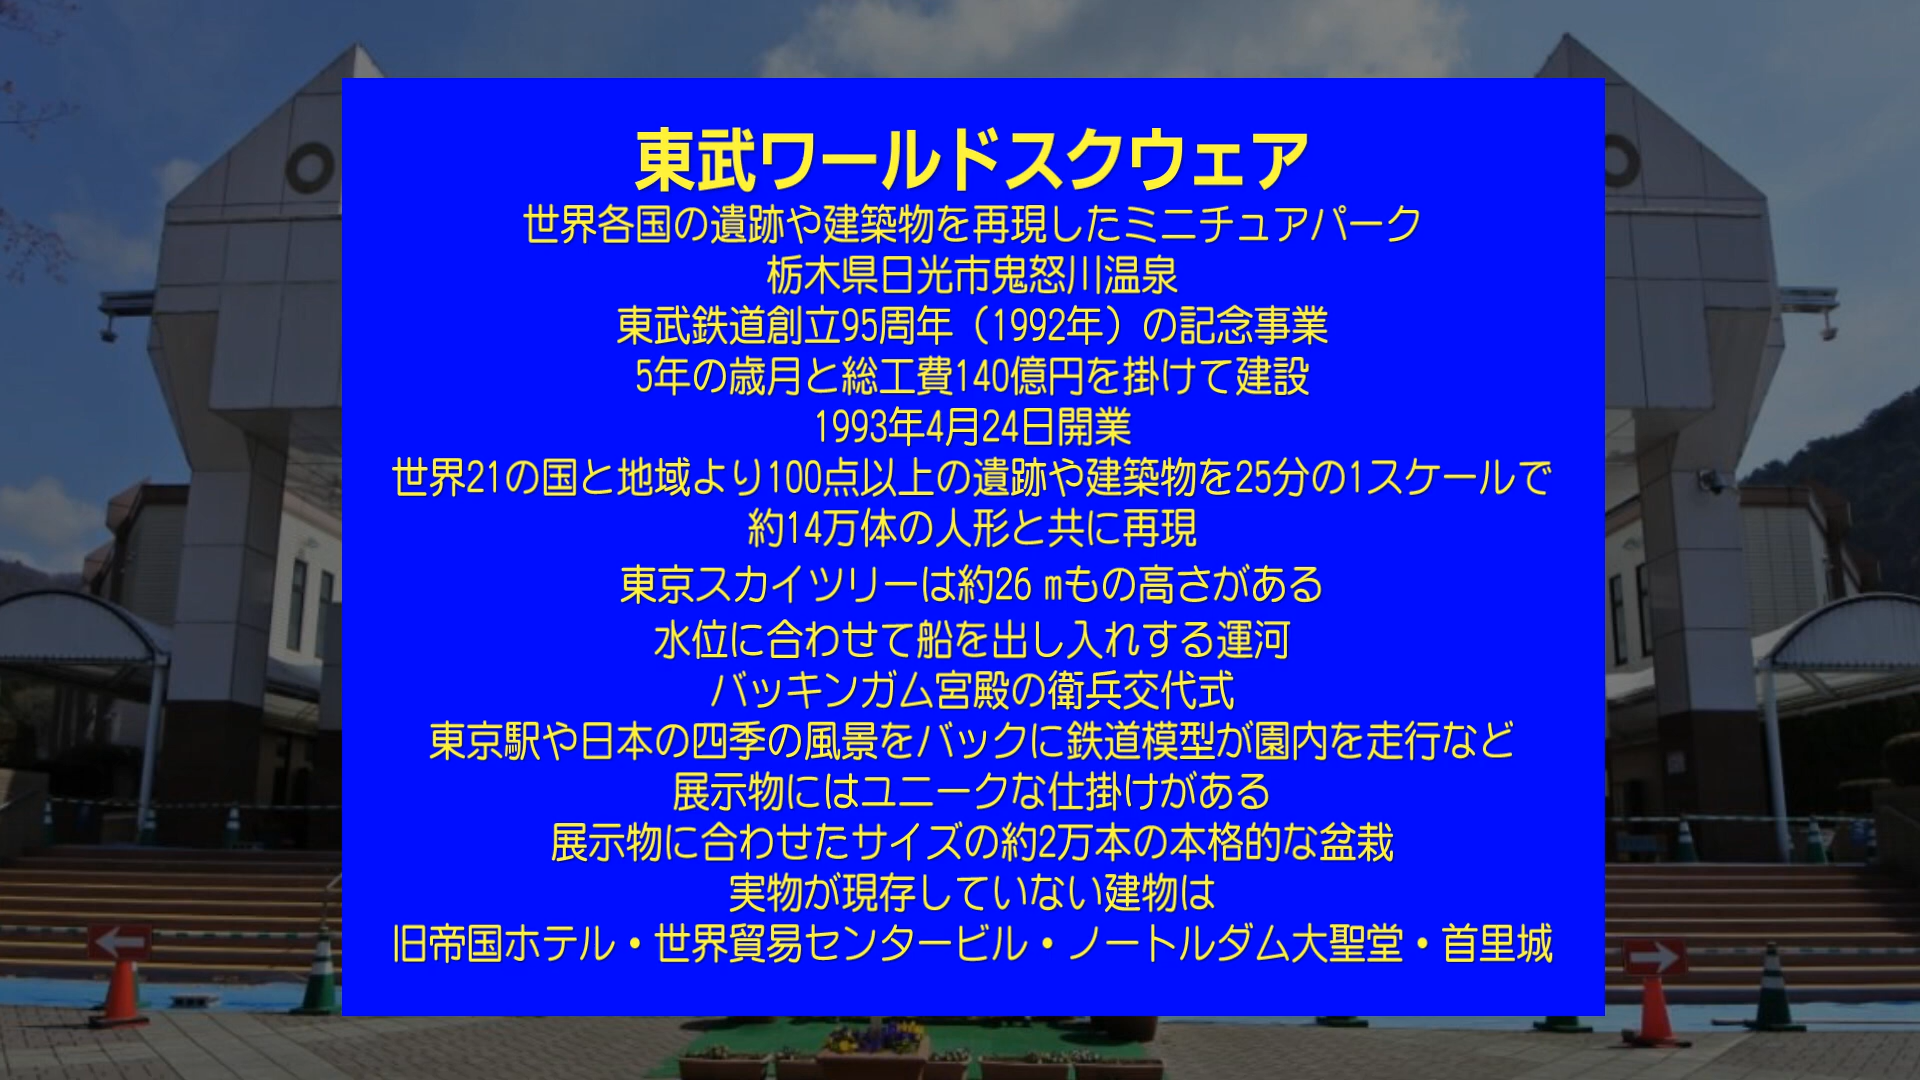 東武ワールドスクウェア
世界各国の遺跡や建築物を再現したミニチュアパーク
栃木県日光市鬼怒川温泉
東武鉄道創立95周年（1992年）の記念事業
5年の歳月と総工費140億円を掛けて建設
1993年4月24日開業
世界21の国と地域より100点以上の遺跡や建築物を25分の1スケールで
約14万体の人形と共に再現
東京スカイツリーは約26 mもの高さがある
水位に合わせて船を出し入れする運河
バッキンガム宮殿の衛兵交代式
東京駅や日本の四季の風景をバックに鉄道模型が園内を走行など
展示物にはユニークな仕掛けがある
展示物に合わせたサイズの約2万本の本格的な盆栽
実物が現存していない建物は
旧帝国ホテル・世界貿易センタービル・ノートルダム大聖堂・首里城